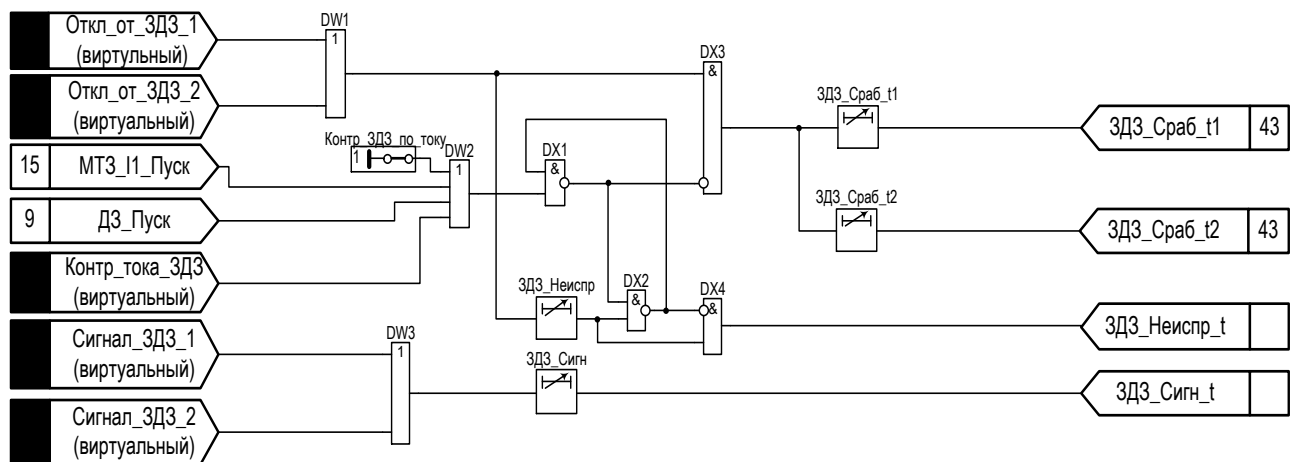 Откл_от_ЗДЗ_1
(виртульный)
Откл_от_ЗДЗ_2
(виртуальный)
15 МТЗ_I1_Пуск
9 ДЗ_Пуск
Контр_тока_ЗДЗ
(виртуальный)
Сигнал_ЗДЗ_1
(виртуальный)
Сигнал_ЗДЗ_2
(виртуальный)
DW1
1
Контр_ЗДЗ_по_току
1
DW2
1
DW3
1
DX1
&
ЗДЗ_Неиспр
DX2
&
ЗДЗ_Сигн
DX3
&
DX4
&
ЗДЗ_Сраб_t1
ЗДЗ_Сраб_t2
ЗДЗ_Сраб_t1 43
ЗДЗ_Сраб_t2 43
ЗДЗ_Неиспр_t
ЗДЗ_Сигн_t